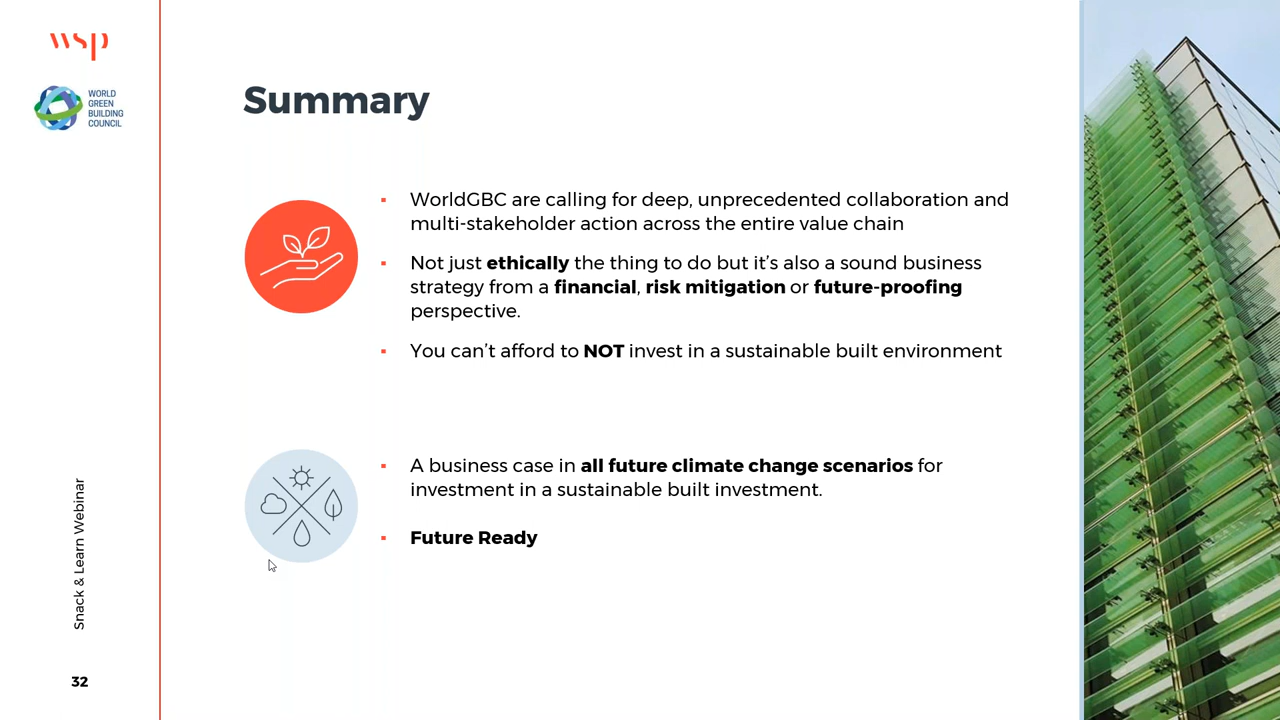 wsp
WORLD
GREEN
BUILDING
COUNCIL
Summary
▪ WorldGBC are calling for deep, unprecedented collaboration and
multi-stakeholder action across the entire value chain
▪ Not just ethically the thing to do but it’s also a sound business
strategy from a financial, risk mitigation or future-proofing
perspective.
▪ You can’t afford to NOT invest in a sustainable built environment
▪ A business case in all future climate change scenarios for
investment in a sustainable built investment.
▪ Future Ready
Snack & Learn Webinar
32